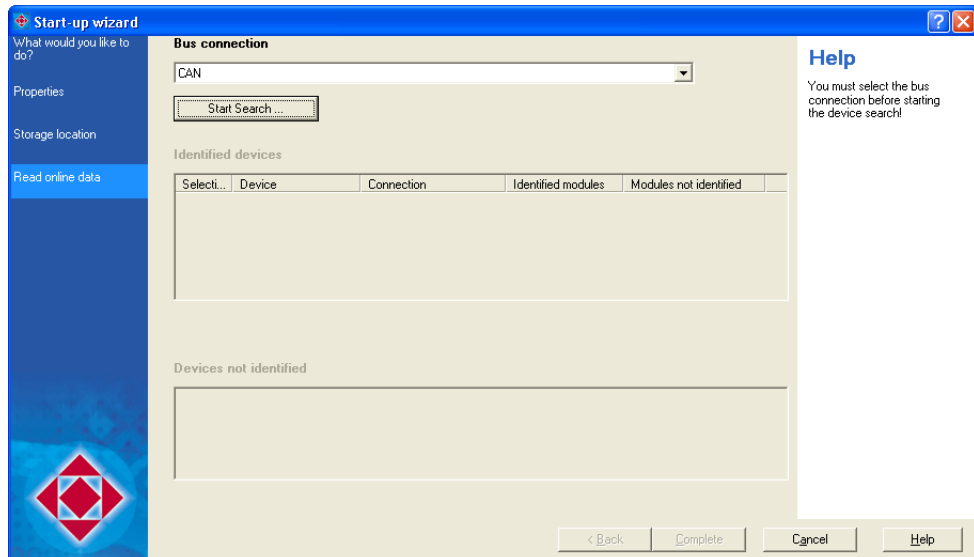 Start-up wizard
What would you like to
do?
Properties
Storage location
Read online data
Bus connection
CAN
Start Search ...
Identified devices
Selecti... Device Connection Identified modules Modules not identified
Devices not identified
Help
You must select the bus
connection before starting
the device search!
< Back Complete Cancel Help